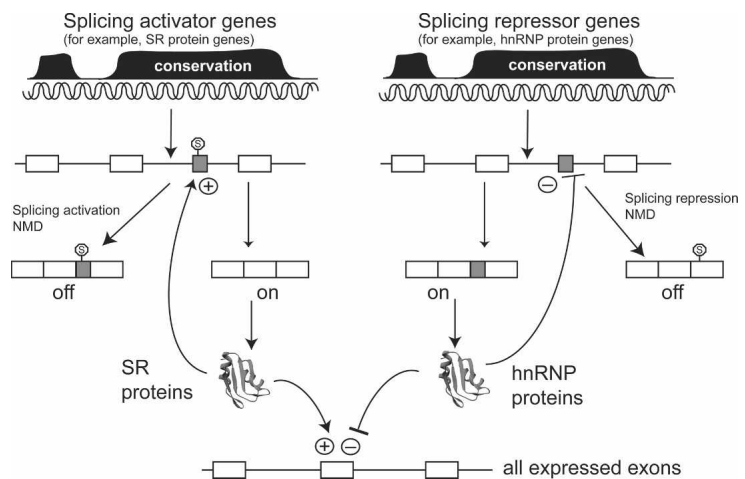 Splicing activator genes
(for example, SR protein genes)
conservation
S
+
Splicing activation
NMD
S
off
on
SR
proteins
Splicing repressor genes
(for example, hnRNP protein genes)
conservation
−
Splicing repression
NMD
on
S
off
hnRNP
proteins
+ −
all expressed exons